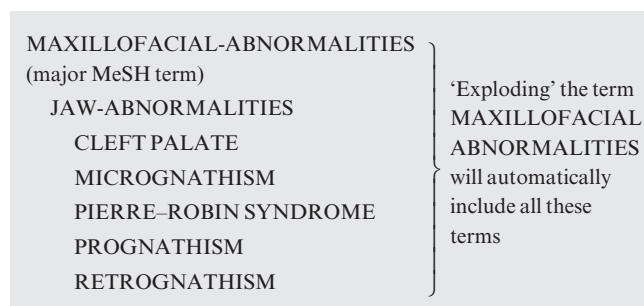 MAXILLOFACIAL-ABNORMALITIES
(major MeSH term)
JAW-ABNORMALITIES
CLEFT PALATE
MICROGNATHISM
PIERRE–ROBIN SYNDROME
PROGNATHISM
RETROGNATHISM
‘Exploding’ the term
MAXILLOFACIAL
ABNORMALITIES
will automatically
include all these
terms